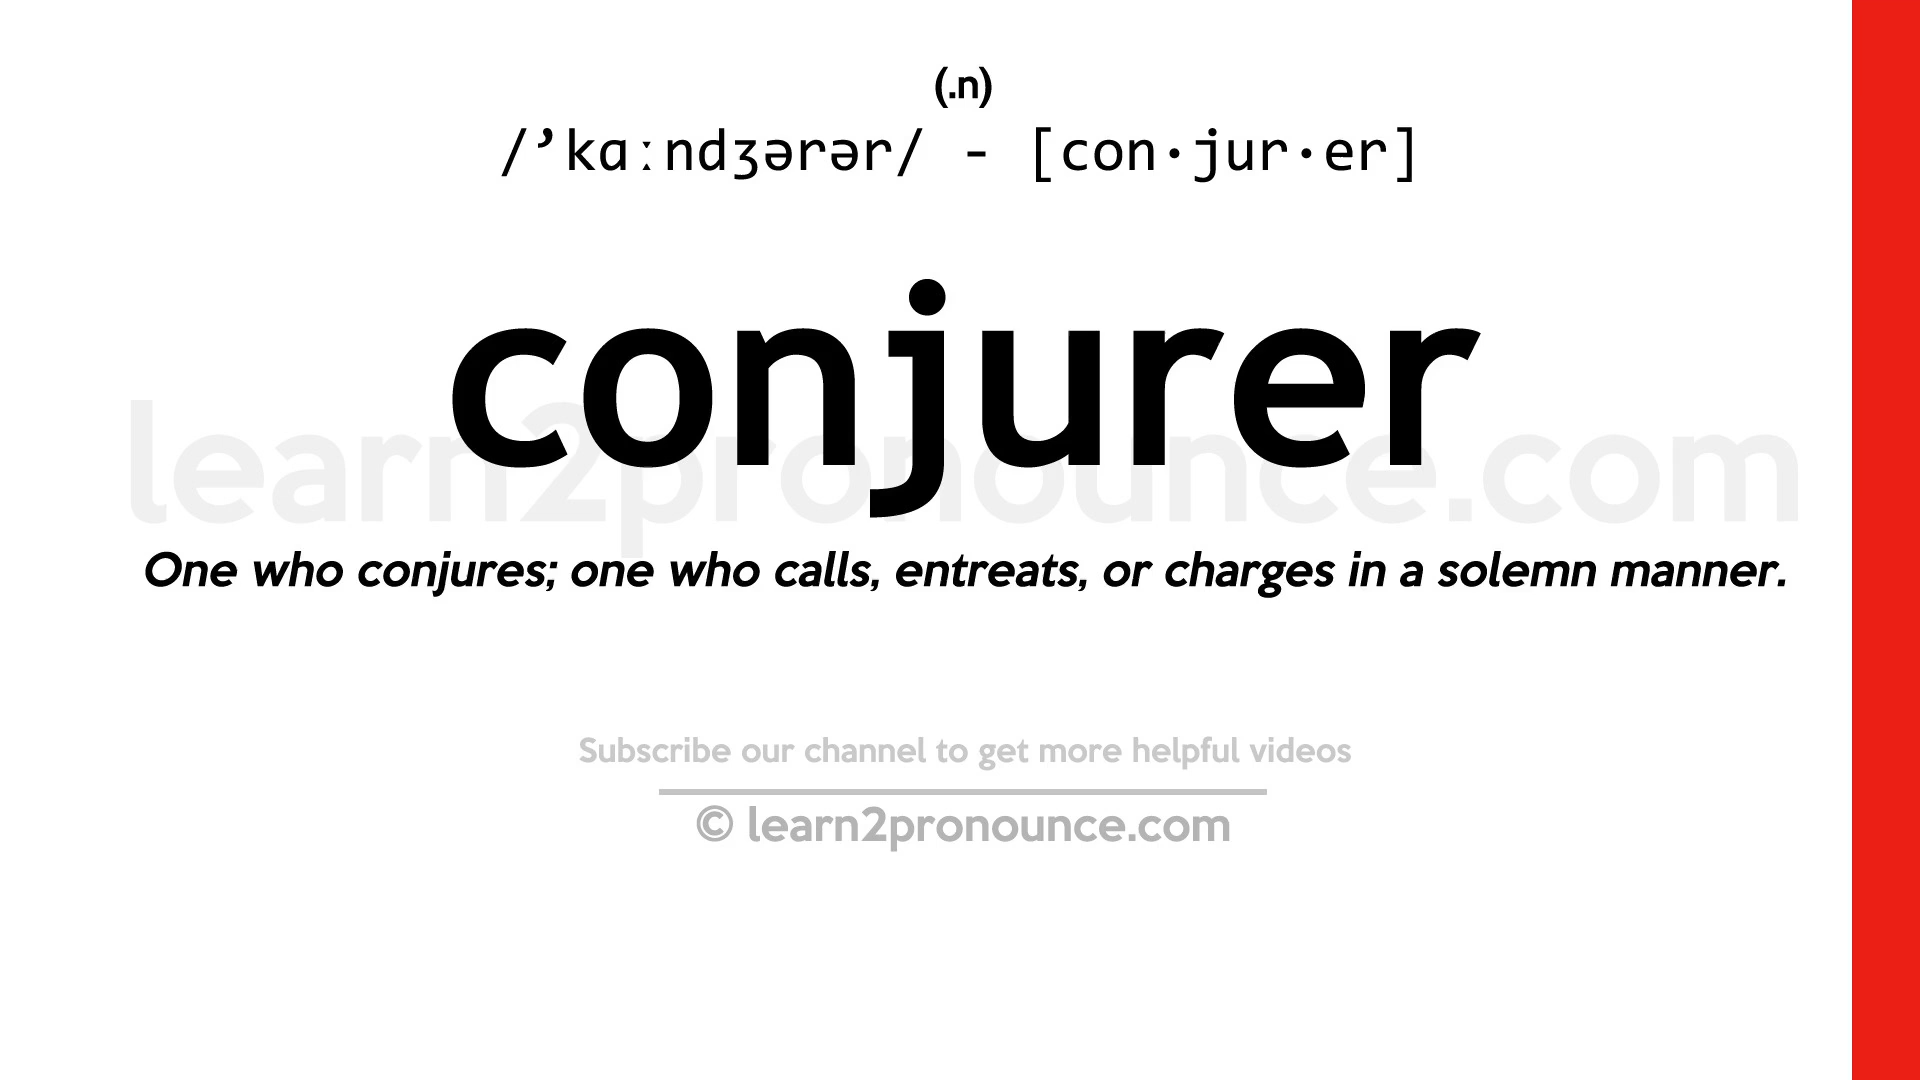 (.n)
/’kɑːndʒərər/ - [con·jur·er]
conjurer
learn2pronounce.com
One who conjures; one who calls, entreats, or charges in a solemn manner.
Subscribe our channel to get more helpful videos
© learn2pronounce.com